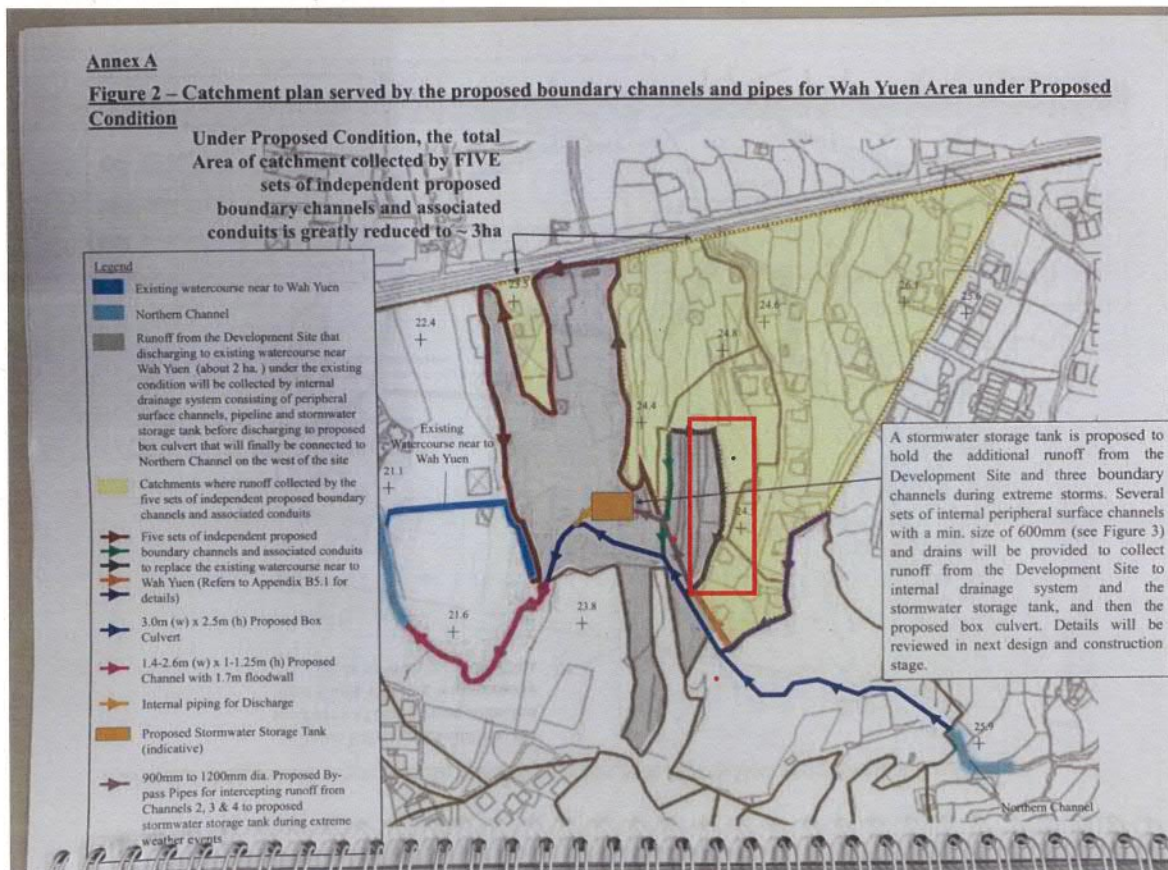 Annex A
Figure 2 – Catchment plan served by the proposed boundary channels and pipes for Wah Yuen Area under Proposed
Condition
Under Proposed Condition, the total
Area of catchment collected by FIVE
sets of independent proposed
boundary channels and associated
conduits is greatly reduced to ~ 3ha
Legend
Existing watercourse near to Wah Yuen
Northern Channel
Runoff from the Development Site that
discharging to existing watercourse near
Wah Yuen (about 2 ha, ) under the existing
condition will be collected by internal
drainage system consisting of peripheral
surface channels, pipeline and stormwater
storage tank before discharging to proposed
box culvert that will finally be connected to
Northern Channel on the west of the site
Catchments where runoff collected by the
five sets of independent proposed boundary
channels and associated conduits
Five sets of independent proposed
boundary channels and associated conduits
to replace the existing watercourse near to
Wah Yuen (Refers to Appendix B5.1 for
details)
3.0m (w) x 2.5m (h) Proposed Box
Culvert
1.4-2.6m (w) x 1-1.25m (h) Proposed
Channel with 1.7m floodwall
Internal piping for Discharge
Proposed Stormwater Storage Tank
(indicative)
900mm to 1200mm dia. Proposed By-
pass Pipes for intercepting runoff from
Channels 2, 3 & 4 to proposed
stormwater storage tank during extreme
weather events
23.5
22.4
24.6
26.1
24.8
24.4
Existing
Watercourse near to
Wah Yuen
21.1
21.6
23.8
25.9
Northern Channel
A stormwater storage tank is proposed to
hold the additional runoff from the
Development Site and three boundary
channels during extreme storms. Several
sets of internal peripheral surface channels
with a min. size of 600mm (see Figure 3)
and drains will be provided to collect
runoff from the Development Site to
internal drainage system and the
stormwater storage tank, and then the
proposed box culvert. Details will be
reviewed in next design and construction
stage.